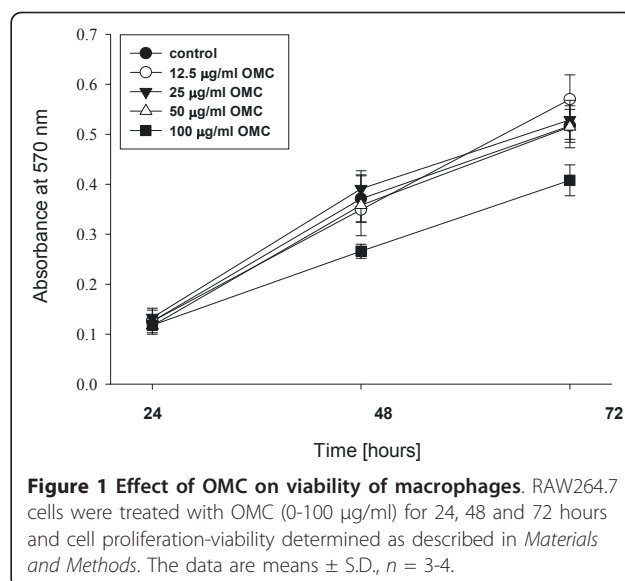 control
12.5 µg/ml OMC
25 µg/ml OMC
50 µg/ml OMC
100 µg/ml OMC
Absorbance at 570 nm
0.7
0.6
0.5
0.4
0.3
0.2
0.1
0.0
24 48 72
Time [hours]
Figure 1 Effect of OMC on viability of macrophages. RAW264.7
cells were treated with OMC (0-100 µg/ml) for 24, 48 and 72 hours
and cell proliferation-viability determined as described in Materials
and Methods. The data are means ± S.D., n = 3-4.